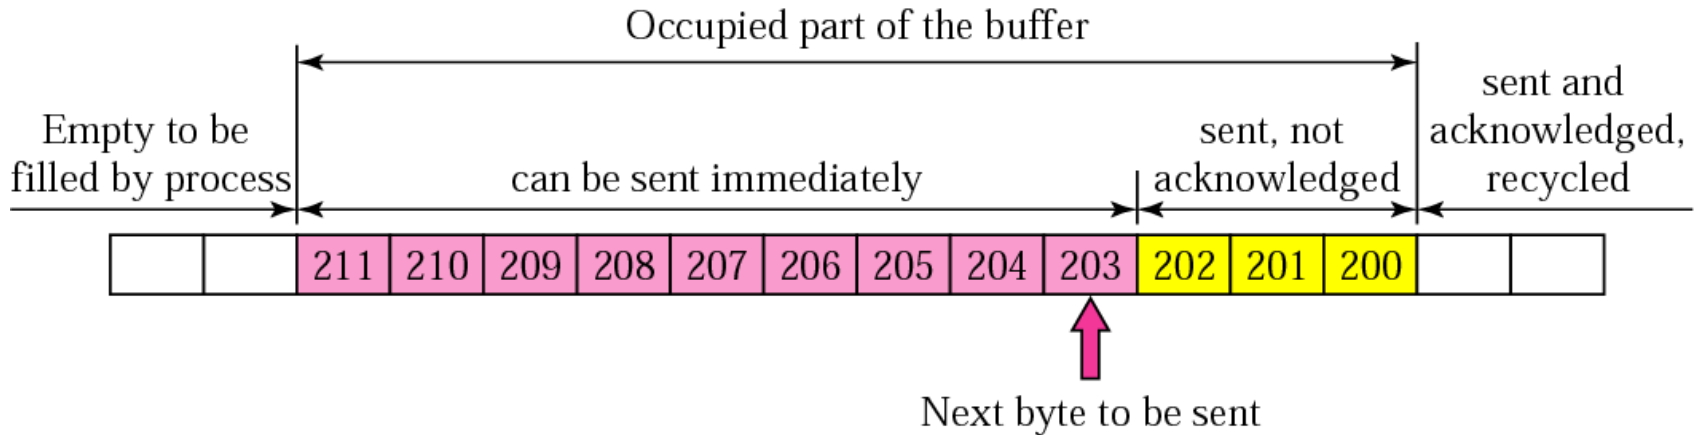 Occupied part of the buffer
Empty to be
filled by process
can be sent immediately
sent, not
acknowledged
sent and
acknowledged,
recycled
211 210 209 208 207 206 205 204 203 202 201 200
Next byte to be sent